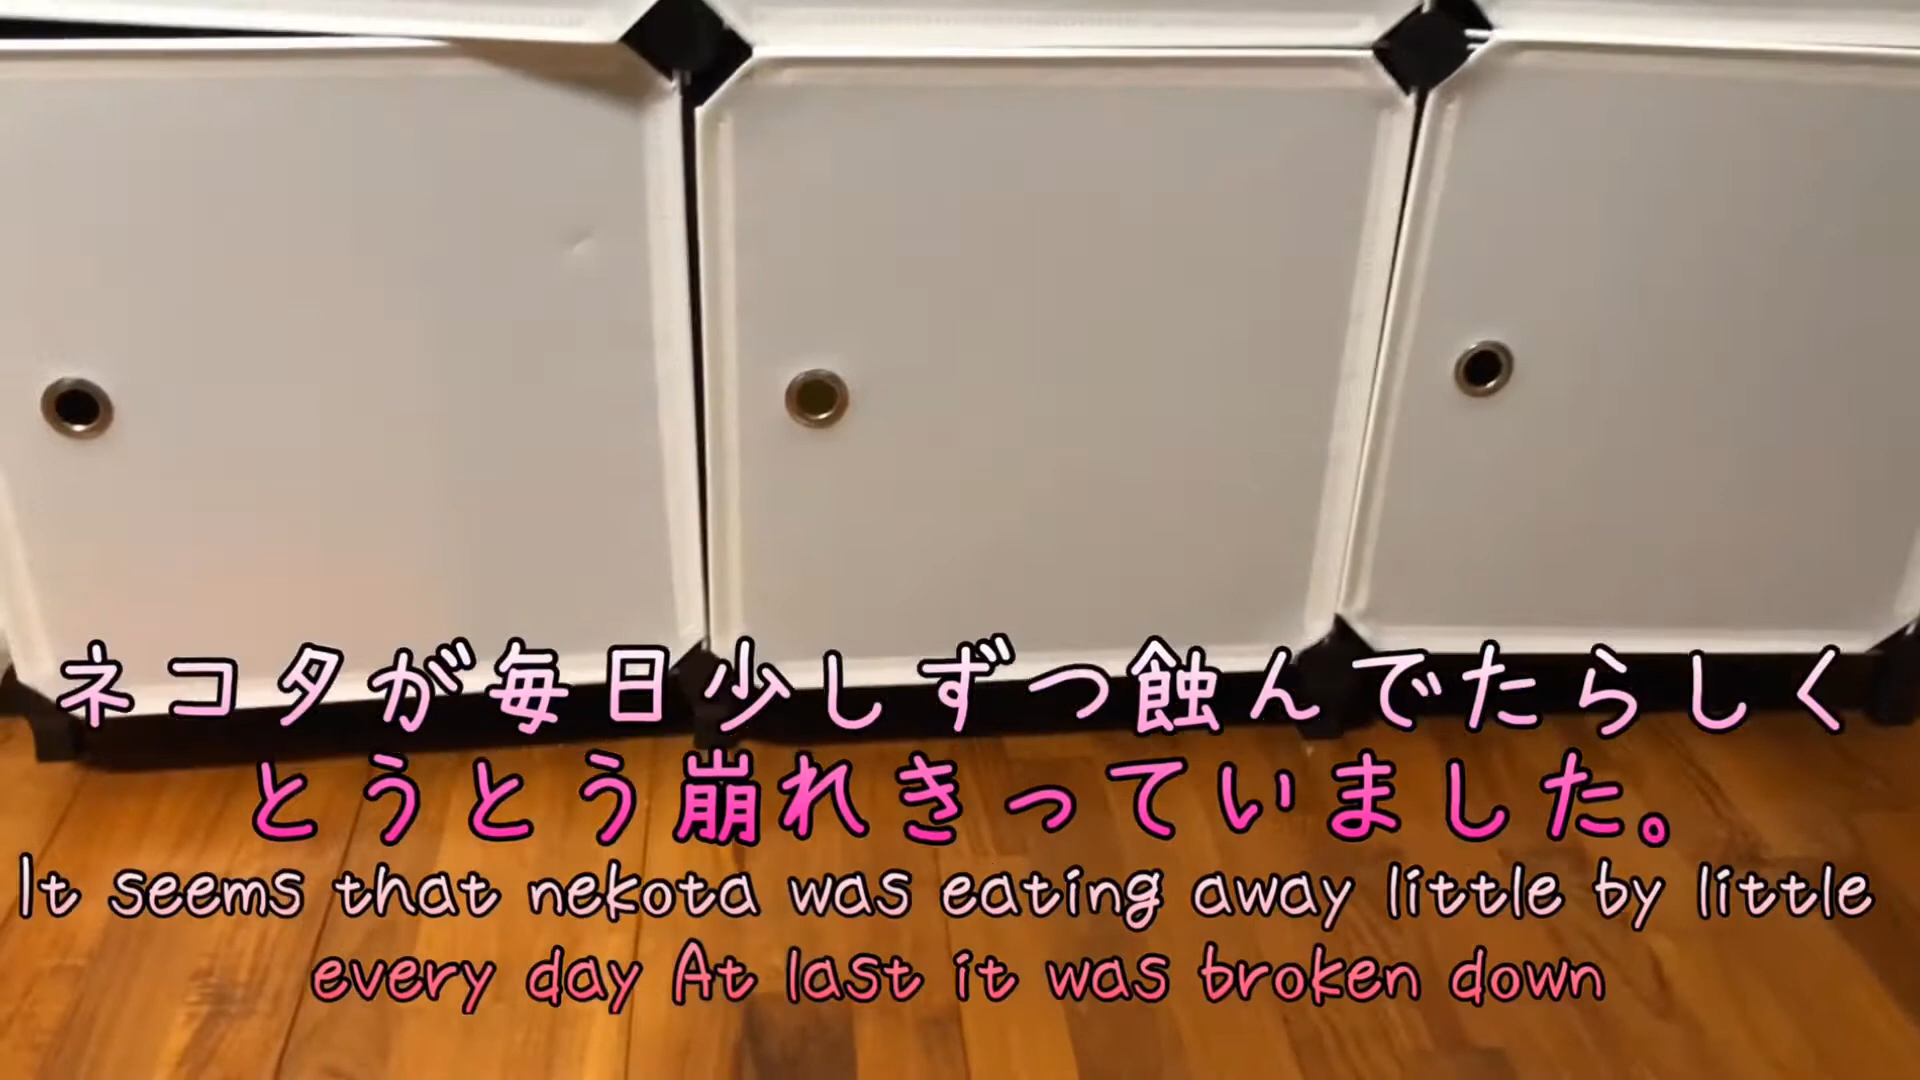 ネコタが毎日少しずつ蝕んでたらしく
とうとう崩れきっていました。
It seems that nekota was eating away little by little
every day At last it was broken down